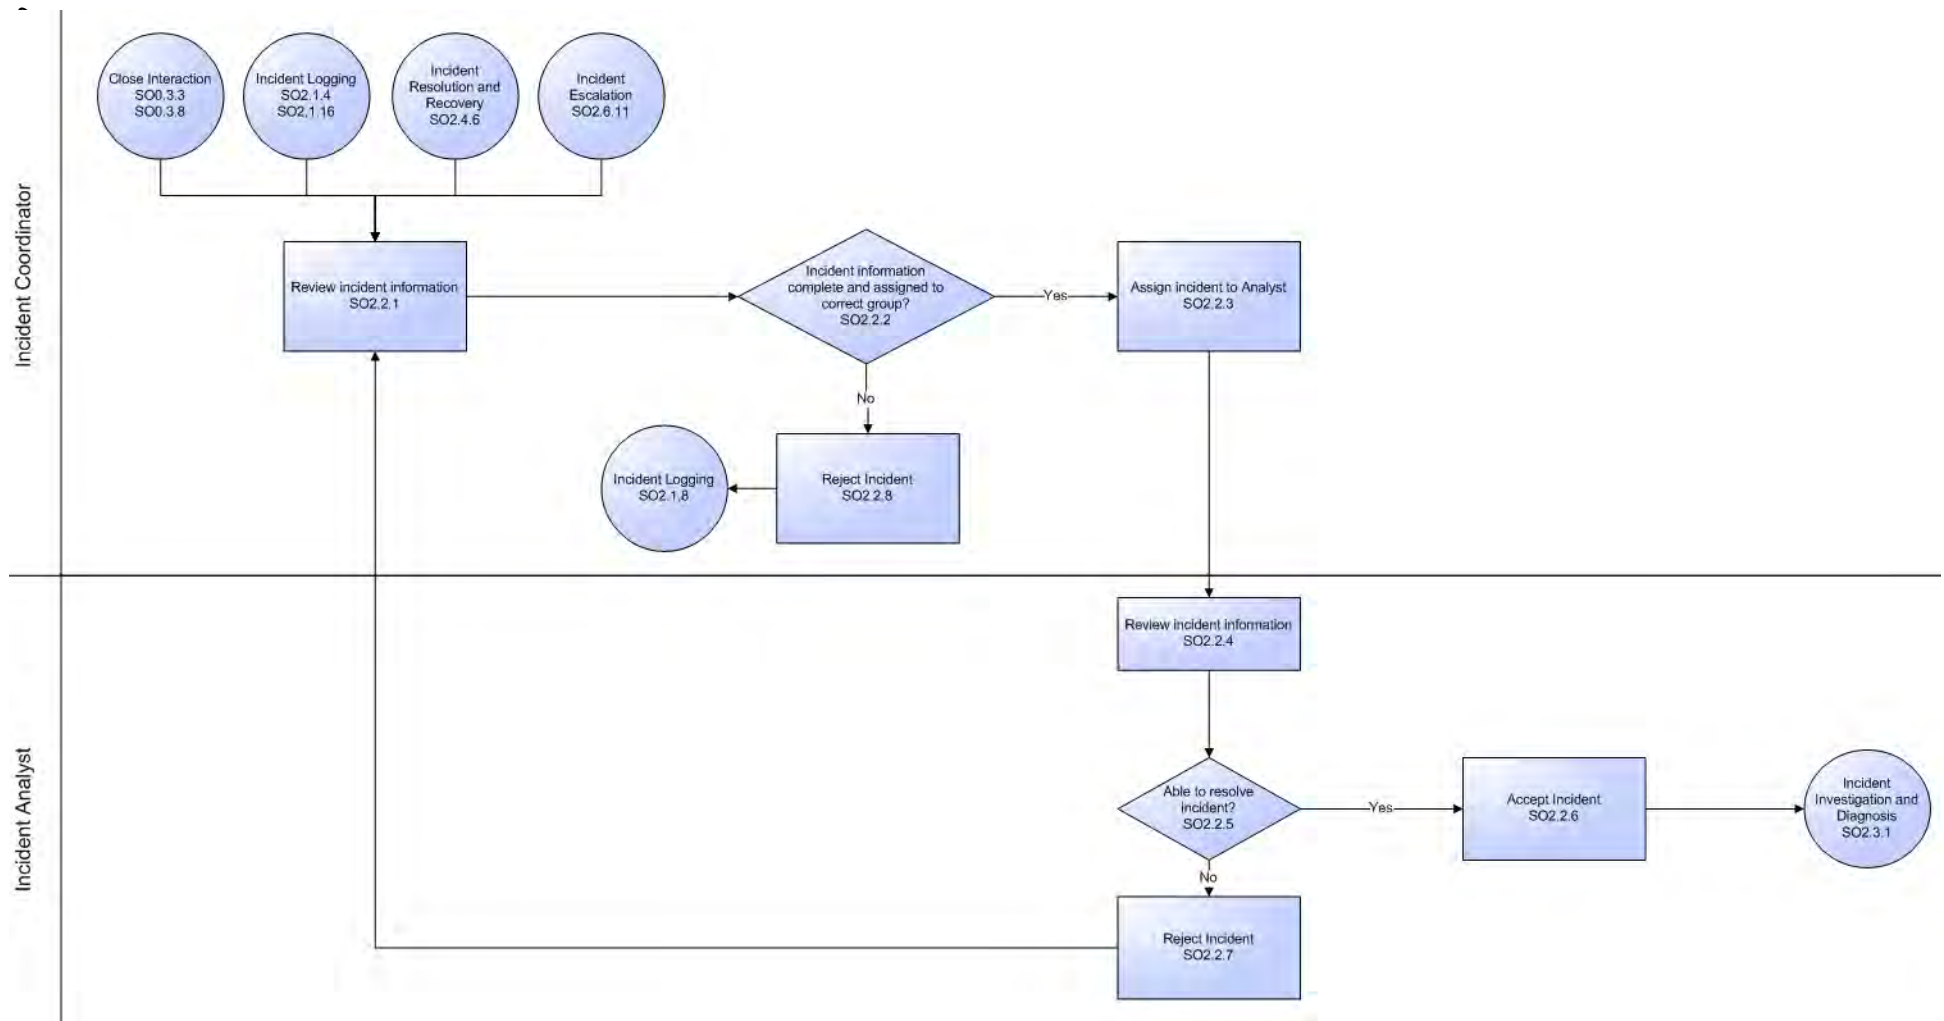 Incident Coordinator
Close Interaction
SO0.3.3
SO0.3.8
Incident Logging
SO2.1.4
SO2.1.16
Incident
Resolution and
Recovery
SO2.4.6
Incident
Escalation
SO2.6.11
Review incident information
SO2.2.1
Incident information
complete and assigned to
correct group?
SO2.2.2
Yes
Assign incident to Analyst
SO2.2.3
No
Incident Logging
SO2.1.8
Reject Incident
SO2.2.8
Incident Analyst
Review incident information
SO2.2.4
Able to resolve
incident?
SO2.2.5
Yes
Accept Incident
SO2.2.6
Incident
Investigation and
Diagnosis
SO2.3.1
No
Reject Incident
SO2.2.7